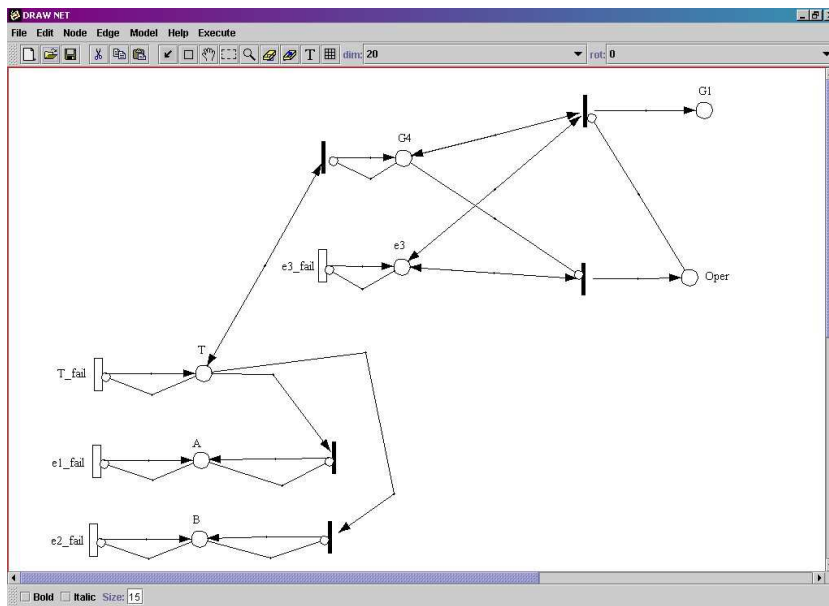 DRAW NET
File Edit Node Edge Model Help Execute
T dim: 20 rot: 0
G1
G4
e3
e3_fail
Oper
T
T_fail
A
e1_fail
B
e2_fail
Bold Italic Size: 15